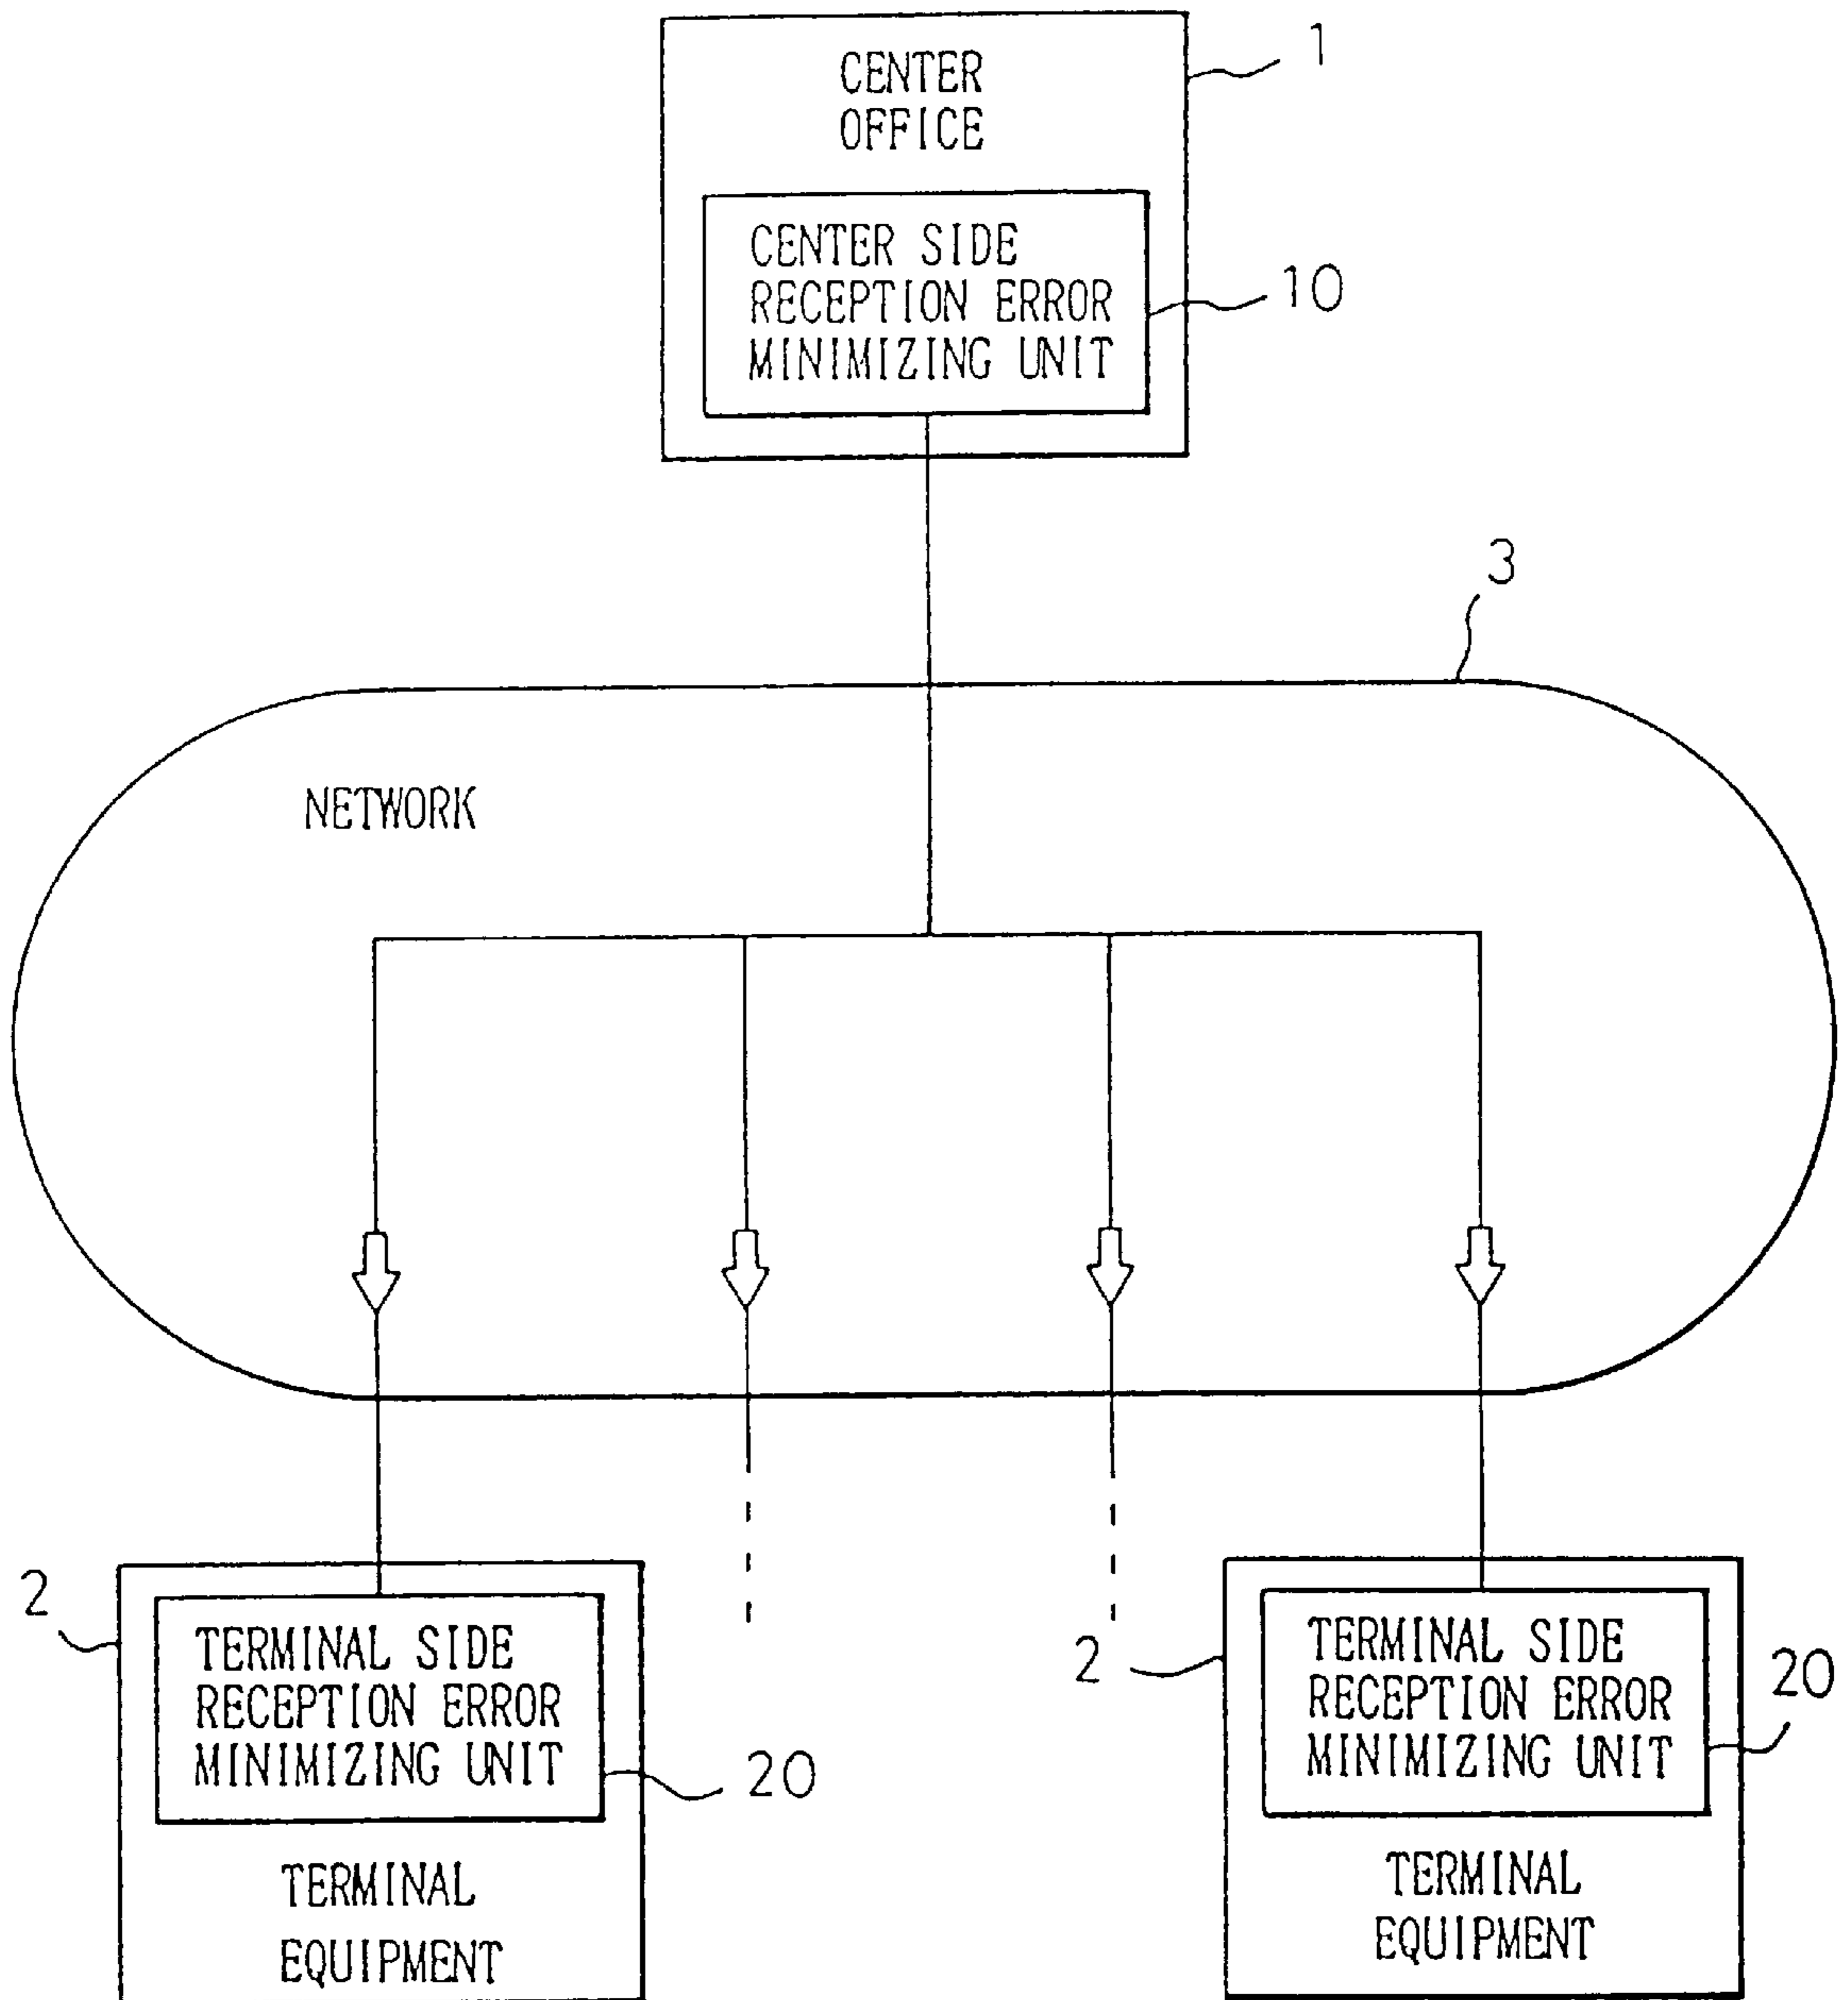 CENTER
OFFICE
1
CENTER SIDE
RECEPTION ERROR
MINIMIZING UNIT
10
3
NETWORK
2
TERMINAL SIDE
RECEPTION ERROR
MINIMIZING UNIT
20
TERMINAL
EQUIPMENT
2
TERMINAL SIDE
RECEPTION ERROR
MINIMIZING UNIT
20
TERMINAL
EQUIPMENT